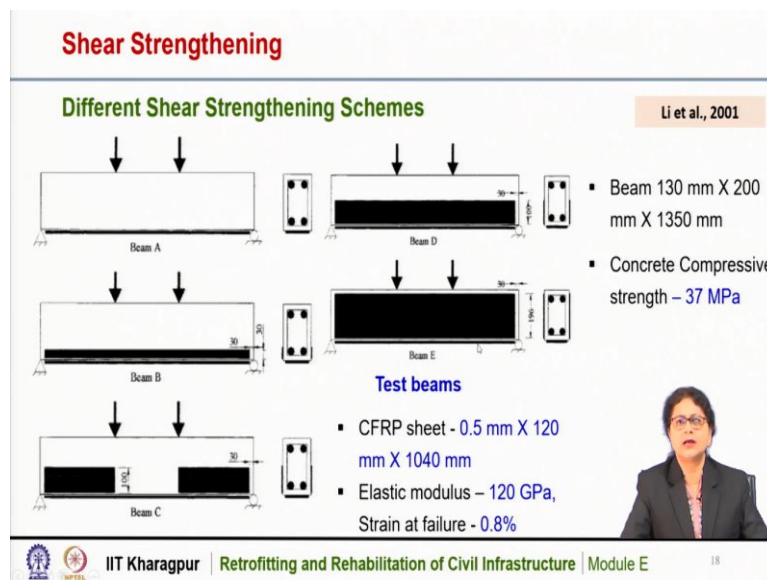 Shear Strengthening
Different Shear Strengthening Schemes
Li et al., 2001
Beam A
30
100
Beam D
30
30
Beam B
30
196
Beam E
100
30
Beam C
▪ Beam 130 mm X 200
mm X 1350 mm
▪ Concrete Compressive
strength – 37 MPa
Test beams
▪ CFRP sheet - 0.5 mm X 120
mm X 1040 mm
▪ Elastic modulus – 120 GPa,
Strain at failure - 0.8%
IIT Kharagpur
Retrofitting and Rehabilitation of Civil Infrastructure
Module E
18
NPTEL